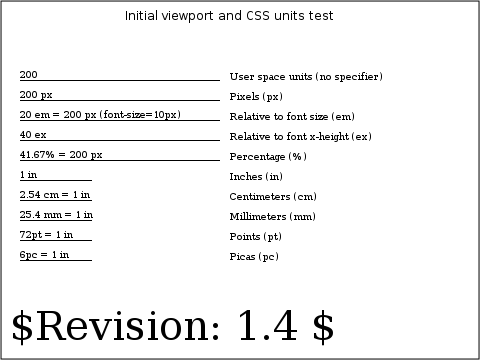 Initial viewport and CSS units test
200 User space units (no specifier)
200 px Pixels (px)
20 em = 200 px (font-size=10px) Relative to font size (em)
40 ex Relative to font x-height (ex)
41.67% = 200 px Percentage (%)
1 in Inches (in)
2.54 cm = 1 in Centimeters (cm)
25.4 mm = 1 in Millimeters (mm)
72pt = 1 in Points (pt)
6pc = 1 in Picas (pc)
$Revision: 1.4 $